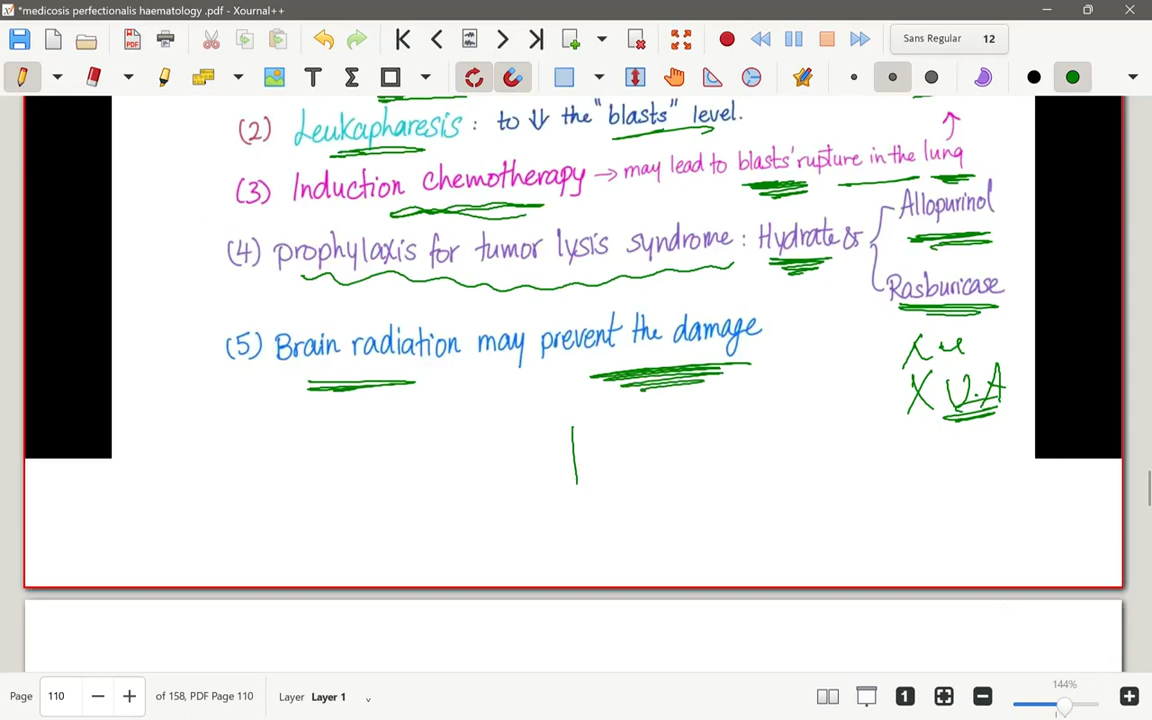 *medicosis perfectionalis haematology .pdf - Xournal++
PDF
Sans Regular 12
(2) Leukapharesis : to ↓↓ the "blasts" level.
(3) Induction chemotherapy → may lead to blasts' rupture in the lung
(4) prophylaxis for tumor lysis syndrome : Hydrate &
Allopurinol
Rasburicase
(5) Brain radiation may prevent the damage
X U.A
Page 110 of 158, PDF Page 110 Layer Layer 1
144%